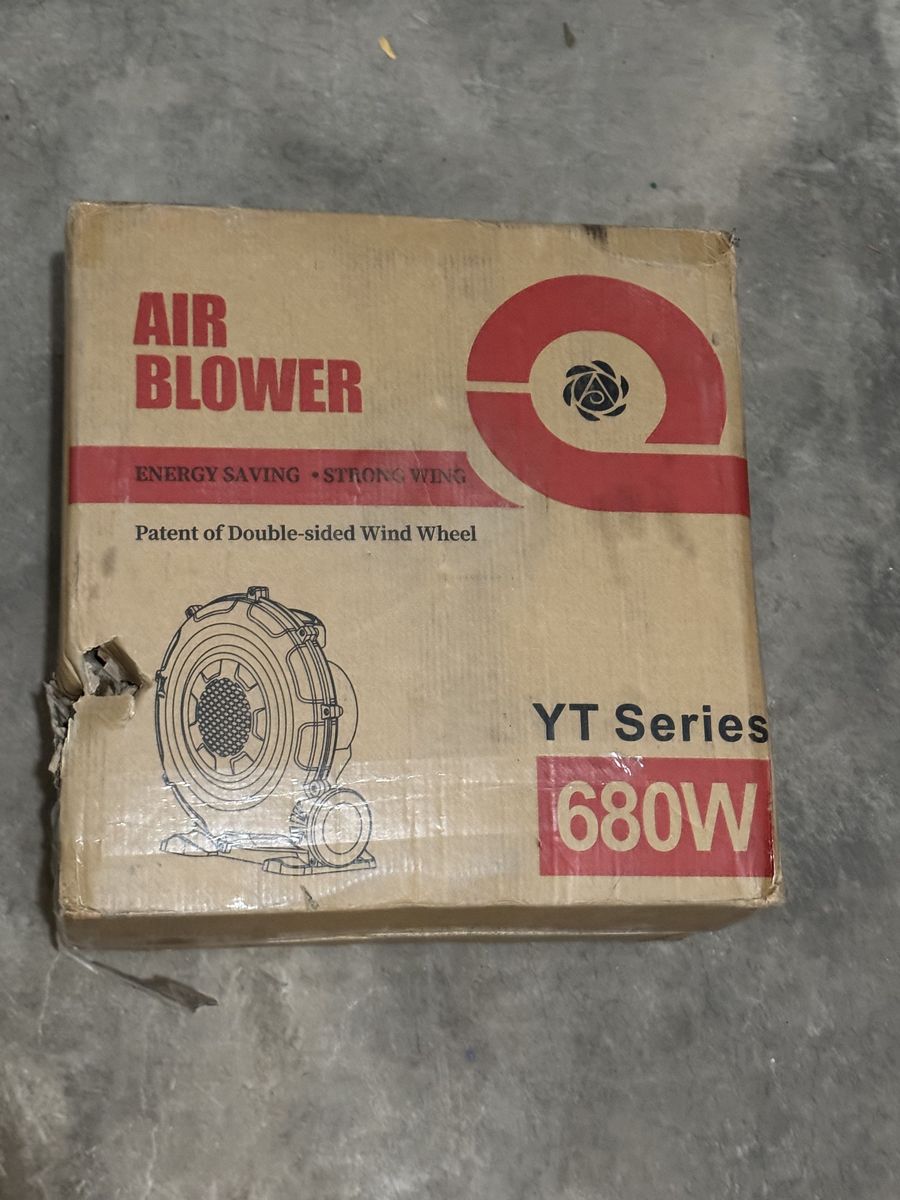 AIR
BLOWER
ENERGY SAVING • STRONG WING
Patent of Double-sided Wind Wheel
YT Series
680W